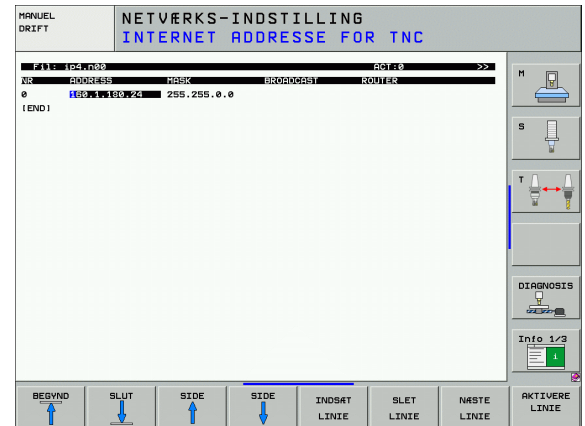 MANUEL
DRIFT
NETVÆRKS-INDSTILLING
INTERNET ADDRESSE FOR TNC
Fil: ip4.n00 ACT:0 >>
NR ADDRESS MASK BROADCAST ROUTER
0 160.1.180.24 255.255.0.0
[END]
M
S
T
DIAGNOSIS
Info 1/3
BEGYND
SLUT
SIDE
SIDE
INDSÆT
LINIE
SLET
LINIE
NÆSTE
LINIE
AKTIVERE
LINIE